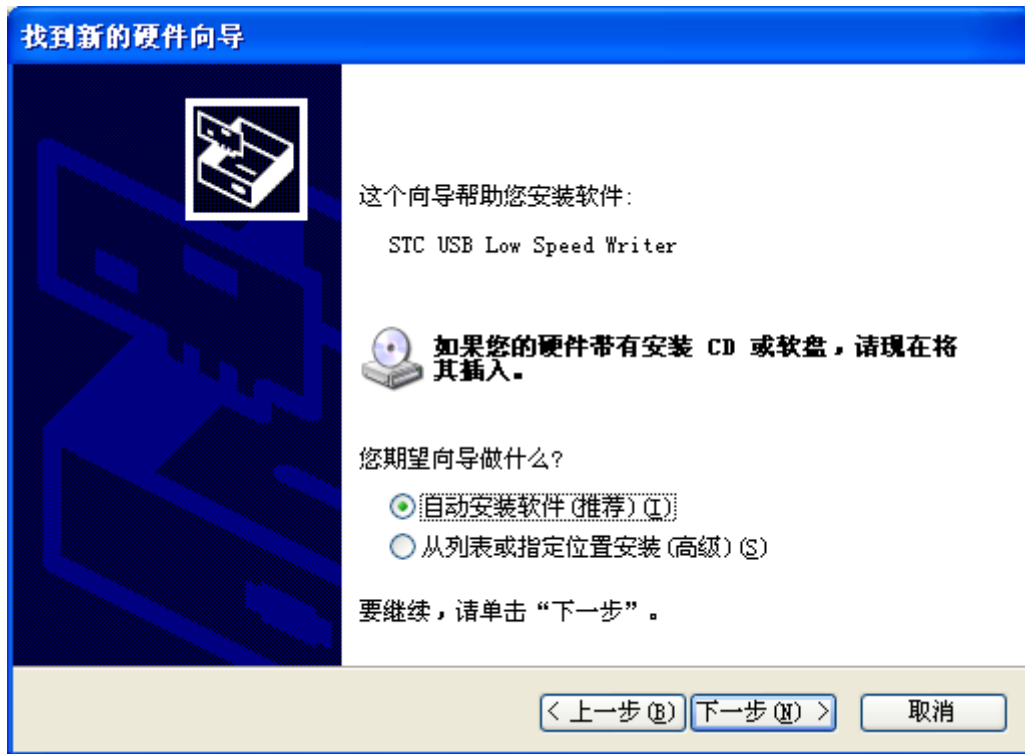 找到新的硬件向导
这个向导帮助您安装软件:
STC USB Low Speed Writer
如果您的硬件带有安装 CD 或软盘，请现在将
其插入。
您期望向导做什么?
自动安装软件(推荐)(I)
从列表或指定位置安装(高级)(S)
要继续，请单击“下一步”。
< 上一步(B) 下一步(N) > 取消